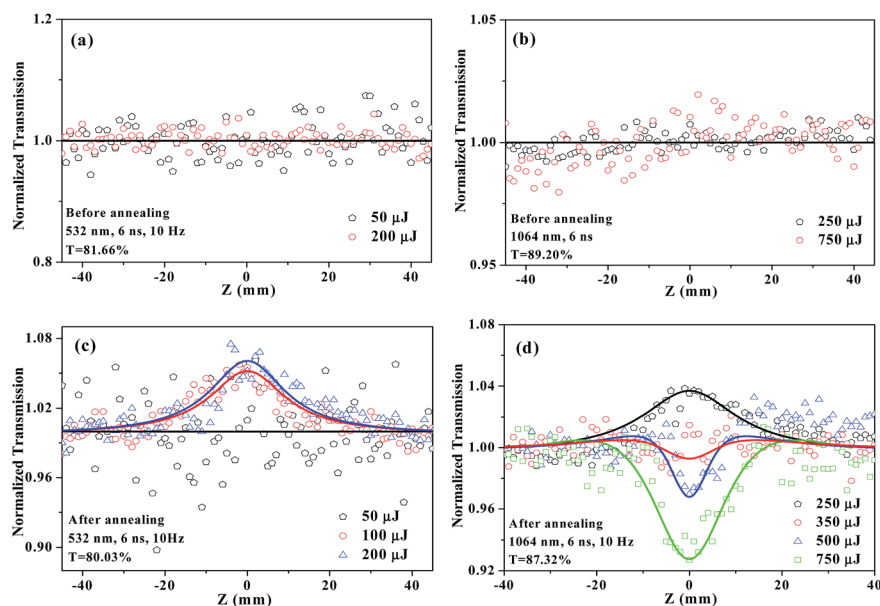 (a)
1.2
1.0
0.8
Normalized Transmission
Before annealing
532 nm, 6 ns, 10 Hz
T=81.66%
50 μJ
200 μJ
-40 -20 0 20 40
Z (mm)
(b)
1.05
1.00
0.95
Normalized Transmission
Before annealing
1064 nm, 6 ns
T=89.20%
250 μJ
750 μJ
-40 -20 0 20 40
Z (mm)
(c)
1.08
1.02
0.96
0.90
Normalized Transmission
After annealing
532 nm, 6 ns, 10Hz
T=80.03%
50 μJ
100 μJ
200 μJ
-40 -20 0 20 40
Z (mm)
(d)
1.08
1.04
1.00
0.96
0.92
Normalized Transmission
After annealing
1064 nm, 6 ns, 10 Hz
T=87.32%
250 μJ
350 μJ
500 μJ
750 μJ
-40 -20 0 20 40
Z (mm)